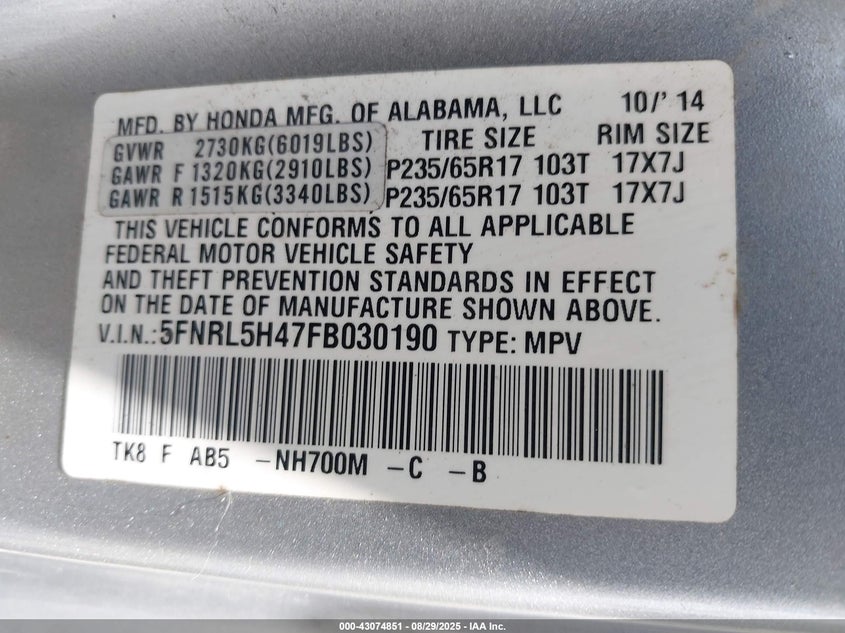 MFD. BY HONDA MFG. OF ALABAMA, LLC 10/' 14
GVWR 2730KG(6019LBS) TIRE SIZE RIM SIZE
GAWR F 1320KG(2910LBS) P235/65R17 103T 17X7J
GAWR R 1515KG(3340LBS) P235/65R17 103T 17X7J
THIS VEHICLE CONFORMS TO ALL APPLICABLE
FEDERAL MOTOR VEHICLE SAFETY
AND THEFT PREVENTION STANDARDS IN EFFECT
ON THE DATE OF MANUFACTURE SHOWN ABOVE.
V.I.N.:5FNRL5H47FB030190 TYPE: MPV
TK8 F AB5 -NH700M -C -B
000-43074851 - 08/29/2025 - IAA Inc.